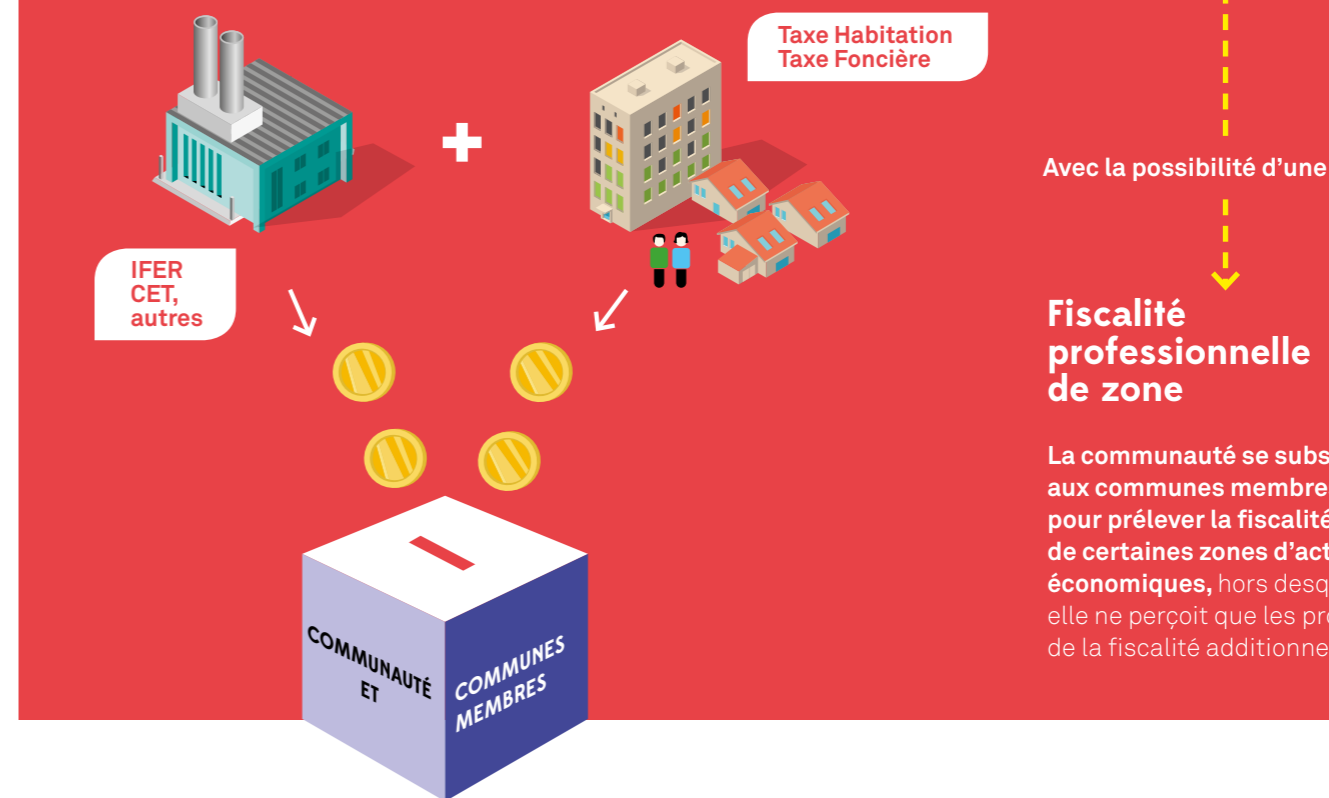 Taxe Habitation
Taxe Foncière
IFER
CET,
autres
COMMUNAUTÉ
ET
COMMUNES
MEMBRES
Avec la possibilité d’une
Fiscalité
professionnelle
de zone
La communauté se subs
aux communes membre
pour prélever la fiscalité
de certaines zones d’act
économiques, hors desq
elle ne perçoit que les pro
de la fiscalité additionne